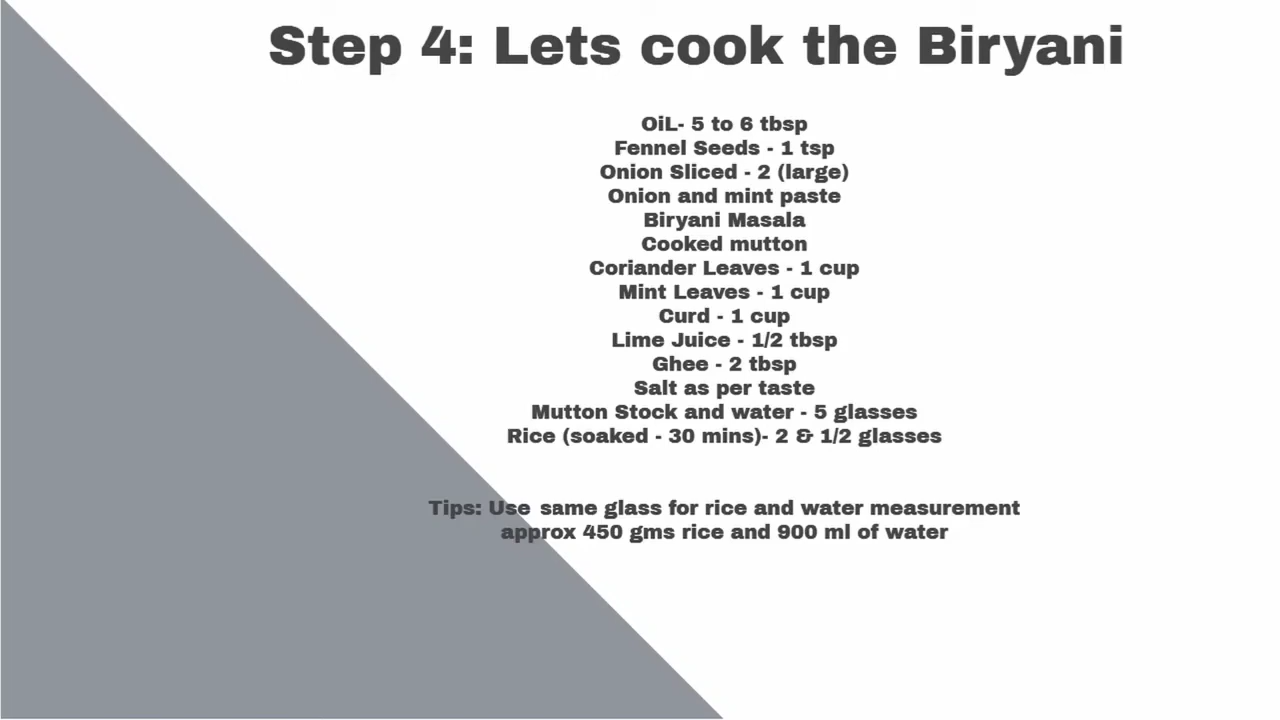 Step 4: Lets cook the Biryani
OiL- 5 to 6 tbsp
Fennel Seeds - 1 tsp
Onion Sliced - 2 (large)
Onion and mint paste
Biryani Masala
Cooked mutton
Coriander Leaves - 1 cup
Mint Leaves - 1 cup
Curd - 1 cup
Lime Juice - 1/2 tbsp
Ghee - 2 tbsp
Salt as per taste
Mutton Stock and water - 5 glasses
Rice (soaked - 30 mins)- 2 & 1/2 glasses
Tips: Use same glass for rice and water measurement
approx 450 gms rice and 900 ml of water